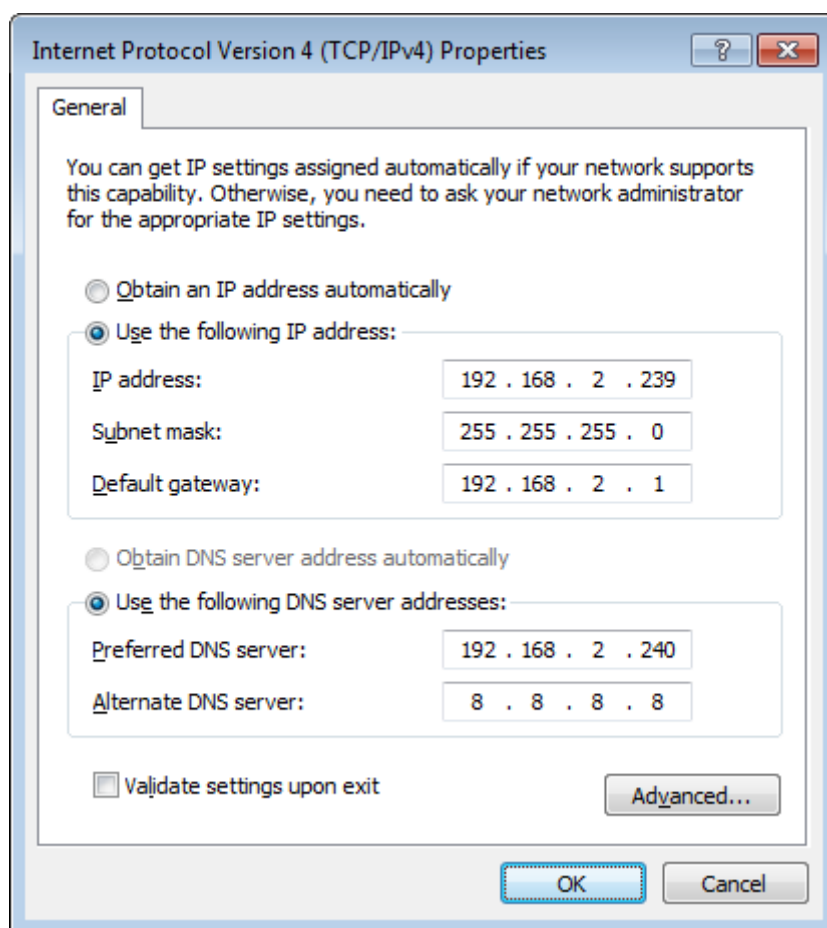 Internet Protocol Version 4 (TCP/IPv4) Properties
General
You can get IP settings assigned automatically if your network supports
this capability. Otherwise, you need to ask your network administrator
for the appropriate IP settings.
Obtain an IP address automatically
Use the following IP address:
IP address: 192 . 168 . 2 . 239
Subnet mask: 255 . 255 . 255 . 0
Default gateway: 192 . 168 . 2 . 1
Obtain DNS server address automatically
Use the following DNS server addresses:
Preferred DNS server: 192 . 168 . 2 . 240
Alternate DNS server: 8 . 8 . 8 . 8
Validate settings upon exit
Advanced...
OK Cancel